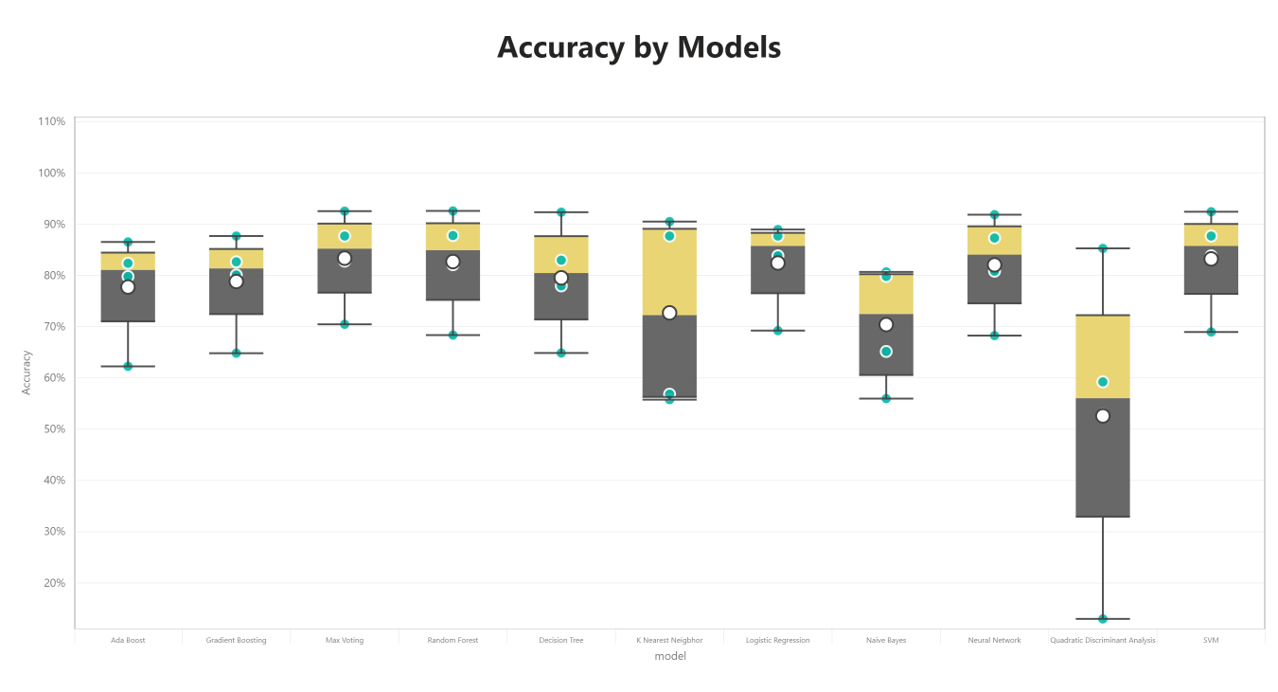 Accuracy by Models
110%
100%
90%
80%
70%
60%
50%
40%
30%
20%
Accuracy
Ada Boost
Gradient Boosting
Max Voting
Random Forest
Decision Tree
K Nearest Neigbhor
Logistic Regression
Naive Bayes
Neural Network
Quadratic Discriminant Analysis
SVM
model